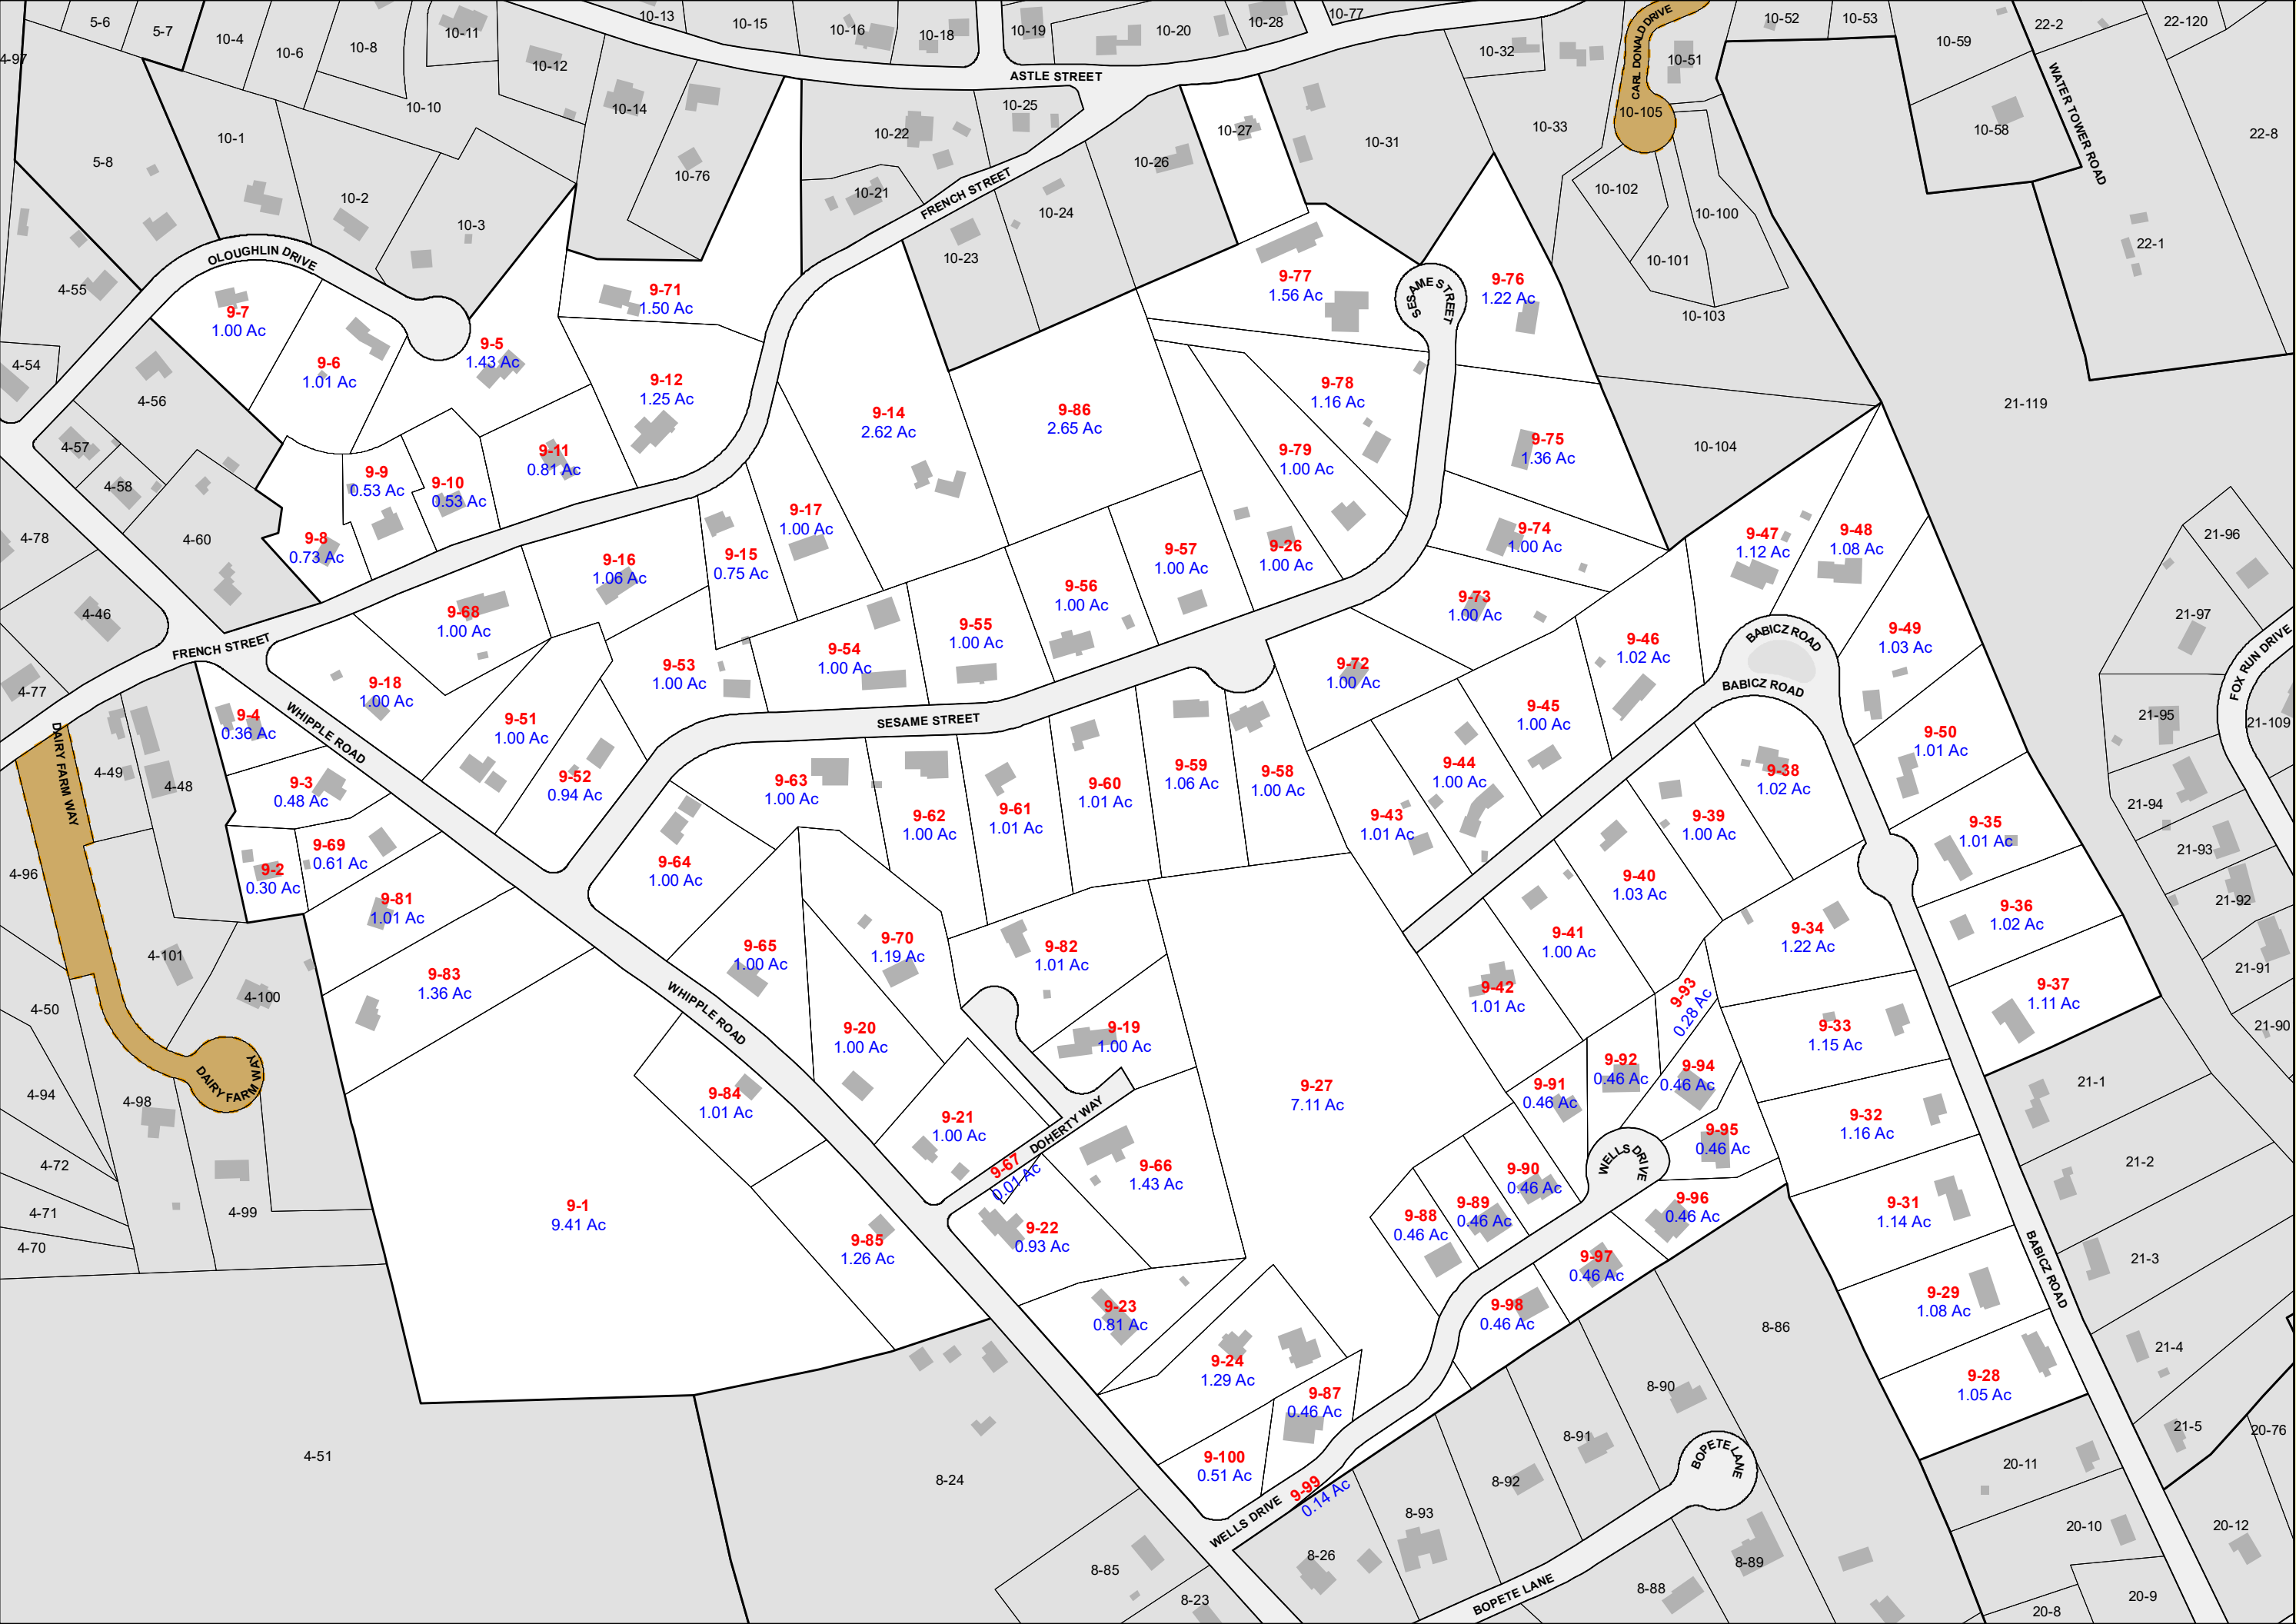 5-6
5-7
10-4
10-6
10-8
10-11
10-13
10-15
10-16
10-18
10-19
10-20
10-28
10-77
10-52
10-53
22-2
22-120
4-97
10-12
10-14
10-10
10-1
5-8
10-2
10-3
10-76
ASTLE STREET
10-25
10-22
10-21
FRENCH STREET
10-24
10-23
10-26
10-27
10-31
10-32
10-33
CARL DONALD DRIVE
10-51
10-105
10-102
10-100
10-101
10-103
10-59
10-58
WATER TOWER ROAD
22-8
22-1
OLOUGHLIN DRIVE
4-55
4-54
4-56
4-57
4-58
4-60
4-78
4-46
4-77
9-7
1.00 Ac
9-6
1.01 Ac
9-5
1.43 Ac
9-71
1.50 Ac
9-12
1.25 Ac
9-11
0.81 Ac
9-10
0.53 Ac
9-9
0.53 Ac
9-8
0.73 Ac
9-14
2.62 Ac
9-86
2.65 Ac
9-77
1.56 Ac
SESAME STREET
9-76
1.22 Ac
9-78
1.16 Ac
9-79
1.00 Ac
9-75
1.36 Ac
10-104
21-119
9-74
1.00 Ac
9-73
1.00 Ac
9-72
1.00 Ac
9-26
1.00 Ac
9-57
1.00 Ac
9-56
1.00 Ac
9-55
1.00 Ac
9-54
1.00 Ac
9-53
1.00 Ac
9-17
1.00 Ac
9-15
0.75 Ac
9-16
1.06 Ac
9-68
1.00 Ac
9-18
1.00 Ac
9-51
1.00 Ac
9-52
0.94 Ac
FRENCH STREET
WHIPPLE ROAD
DAIRY FARM WAY
4-49
4-48
9-4
0.36 Ac
9-3
0.48 Ac
9-69
0.61 Ac
9-2
0.30 Ac
9-81
1.01 Ac
9-83
1.36 Ac
4-96
4-101
4-100
4-50
4-94
4-98
4-72
4-71
4-70
4-99
DAIRY FARM WAY
SESAME STREET
9-63
1.00 Ac
9-62
1.00 Ac
9-61
1.01 Ac
9-60
1.01 Ac
9-59
1.06 Ac
9-58
1.00 Ac
9-64
1.00 Ac
9-65
1.00 Ac
9-70
1.19 Ac
9-82
1.01 Ac
9-19
1.00 Ac
9-20
1.00 Ac
9-21
1.00 Ac
WHIPPLE ROAD
9-84
1.01 Ac
9-85
1.26 Ac
9-1
9.41 Ac
DOHERTY WAY
9-67
0.01 Ac
9-66
1.43 Ac
9-22
0.93 Ac
9-23
0.81 Ac
9-24
1.29 Ac
9-87
0.46 Ac
9-100
0.51 Ac
9-27
7.11 Ac
9-47
1.12 Ac
9-48
1.08 Ac
9-46
1.02 Ac
9-45
1.00 Ac
9-44
1.00 Ac
9-43
1.01 Ac
BABICZ ROAD
BABICZ ROAD
9-49
1.03 Ac
9-50
1.01 Ac
9-38
1.02 Ac
9-39
1.00 Ac
9-40
1.03 Ac
9-41
1.00 Ac
9-42
1.01 Ac
9-35
1.01 Ac
9-36
1.02 Ac
9-37
1.11 Ac
9-34
1.22 Ac
9-33
1.15 Ac
9-32
1.16 Ac
9-31
1.14 Ac
9-29
1.08 Ac
9-28
1.05 Ac
9-93
0.28 Ac
9-92
0.46 Ac
9-91
0.46 Ac
9-94
0.46 Ac
9-95
0.46 Ac
9-90
0.46 Ac
9-89
0.46 Ac
9-88
0.46 Ac
9-96
0.46 Ac
9-97
0.46 Ac
9-98
0.46 Ac
WELLS DRIVE
WELLS DRIVE
9-99
0.14 Ac
21-96
21-97
FOX RUN DRIVE
21-95
21-109
21-94
21-93
21-92
21-91
21-90
21-1
21-2
21-3
21-4
21-5
20-76
BABICZ ROAD
20-11
20-10
20-12
20-9
20-8
4-51
8-24
8-85
8-23
8-26
8-93
8-92
8-91
8-90
8-86
8-89
8-88
BOPETE LANE
BOPETE LANE